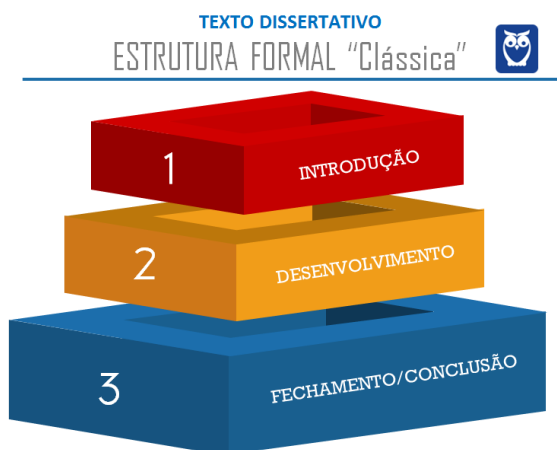 TEXTO DISSERTATIVO
ESTRUTURA FORMAL “Clássica”
1
INTRODUÇÃO
2
DESENVOLVIMENTO
3
FECHAMENTO/CONCLUSÃO